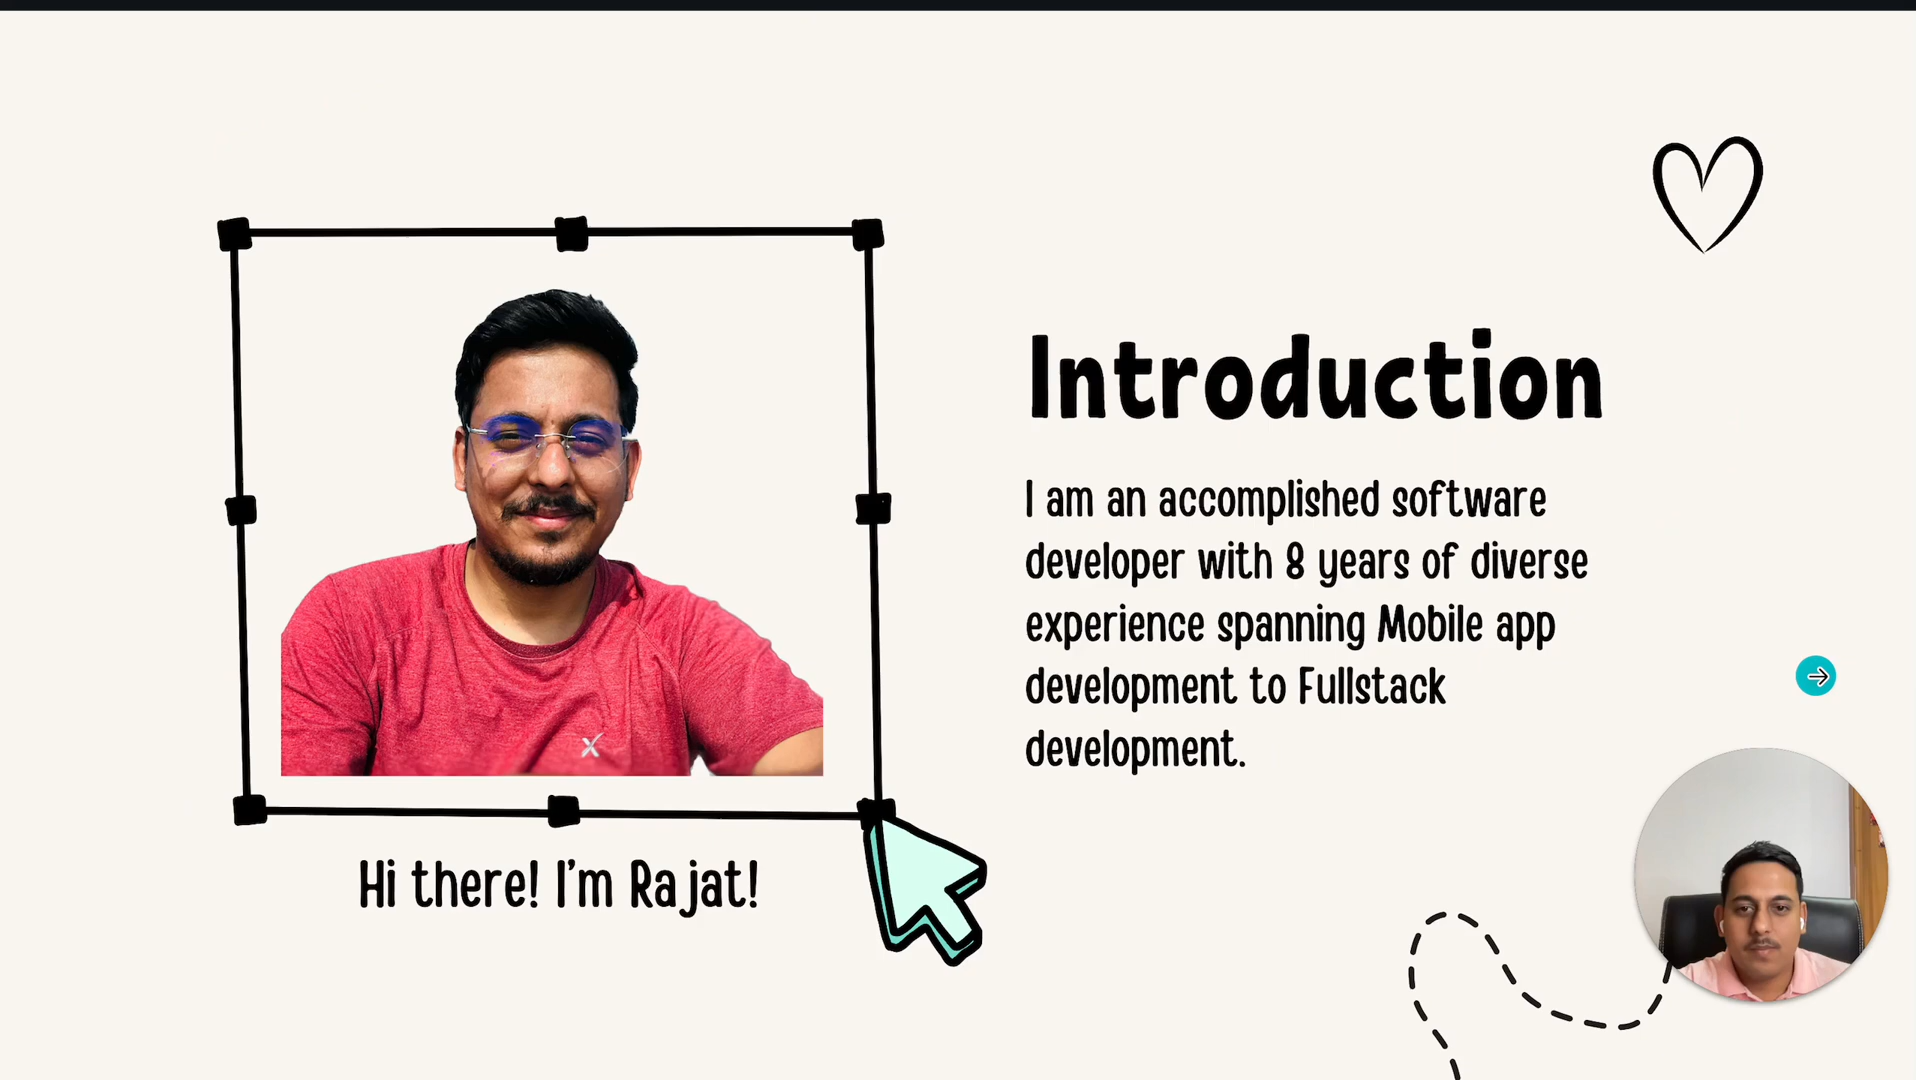 Hi there! I'm Rajat!
Introduction
I am an accomplished software
developer with 8 years of diverse
experience spanning Mobile app
development to Fullstack
development.